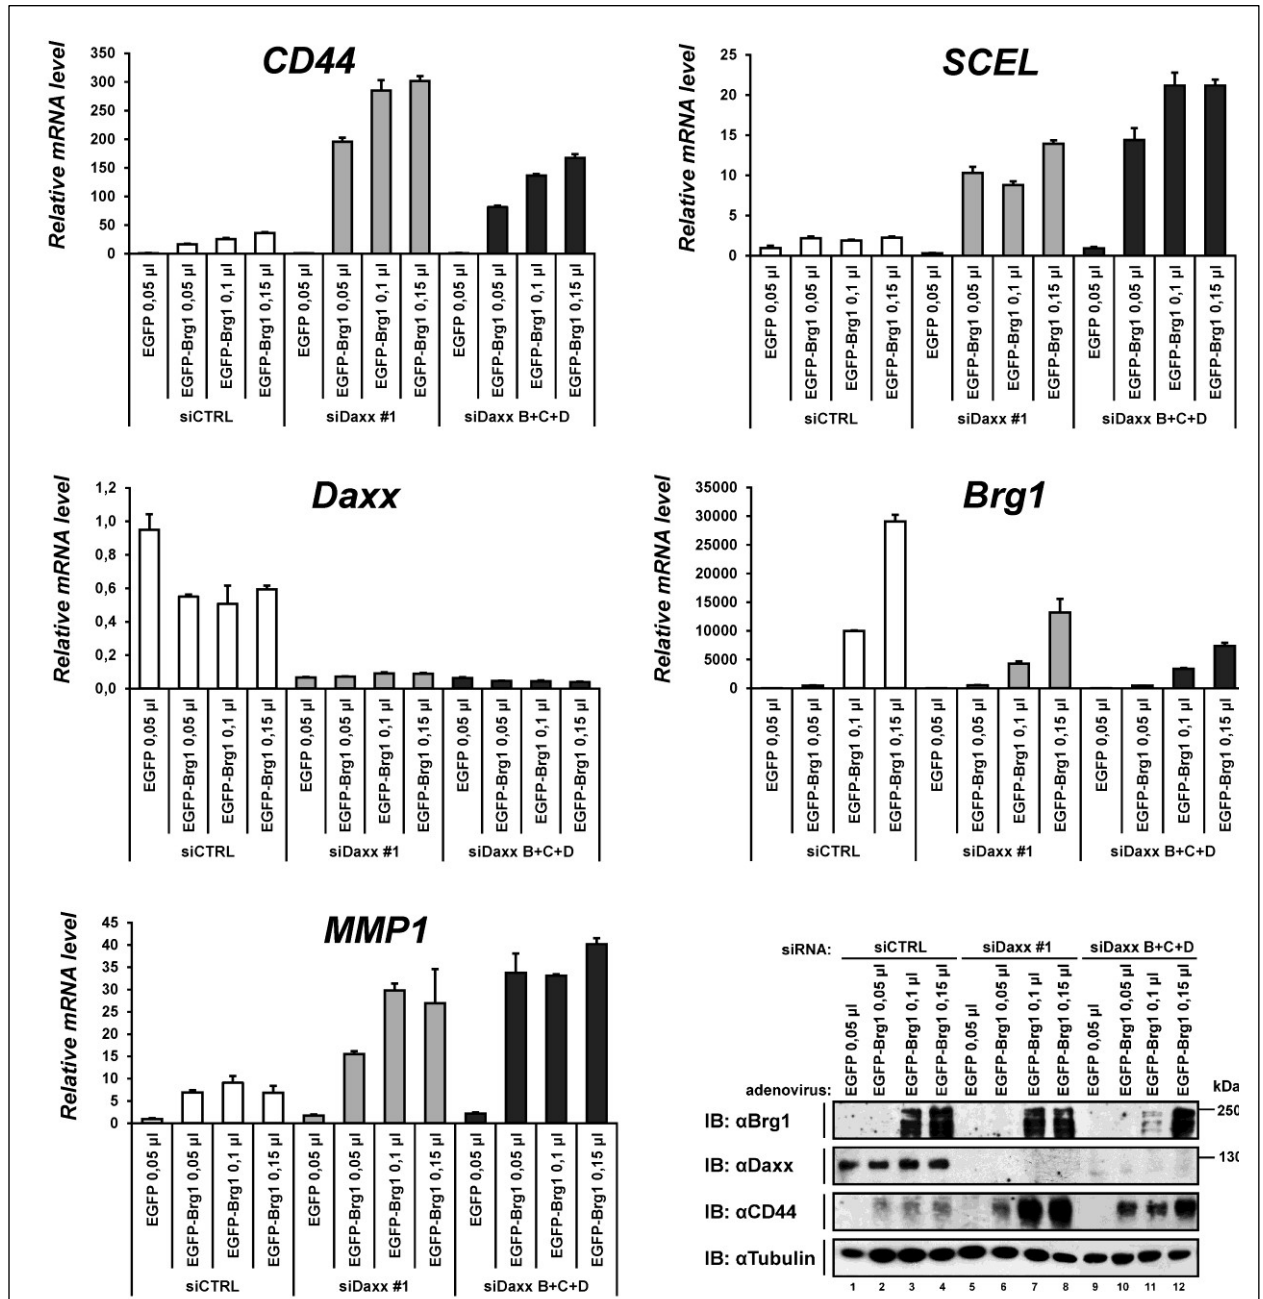 CD44
Relative mRNA level
350
300
250
200
150
100
50
0
EGFP 0,05 µl
EGFP-Brg1 0,05 µl
EGFP-Brg1 0,1 µl
EGFP-Brg1 0,15 µl
EGFP 0,05 µl
EGFP-Brg1 0,05 µl
EGFP-Brg1 0,1 µl
EGFP-Brg1 0,15 µl
EGFP 0,05 µl
EGFP-Brg1 0,05 µl
EGFP-Brg1 0,1 µl
EGFP-Brg1 0,15 µl
siCTRL siDaxx #1 siDaxx B+C+D
SCEL
Relative mRNA level
25
20
15
10
5
0
EGFP 0,05 µl
EGFP-Brg1 0,05 µl
EGFP-Brg1 0,1 µl
EGFP-Brg1 0,15 µl
EGFP 0,05 µl
EGFP-Brg1 0,05 µl
EGFP-Brg1 0,1 µl
EGFP-Brg1 0,15 µl
EGFP 0,05 µl
EGFP-Brg1 0,05 µl
EGFP-Brg1 0,1 µl
EGFP-Brg1 0,15 µl
siCTRL siDaxx #1 siDaxx B+C+D
Daxx
Relative mRNA level
1,2
1,0
0,8
0,6
0,4
0,2
0,0
EGFP 0,05 µl
EGFP-Brg1 0,05 µl
EGFP-Brg1 0,1 µl
EGFP-Brg1 0,15 µl
EGFP 0,05 µl
EGFP-Brg1 0,05 µl
EGFP-Brg1 0,1 µl
EGFP-Brg1 0,15 µl
EGFP 0,05 µl
EGFP-Brg1 0,05 µl
EGFP-Brg1 0,1 µl
EGFP-Brg1 0,15 µl
siCTRL siDaxx #1 siDaxx B+C+D
Brg1
Relative mRNA level
35000
30000
25000
20000
15000
10000
5000
0
EGFP 0,05 µl
EGFP-Brg1 0,05 µl
EGFP-Brg1 0,1 µl
EGFP-Brg1 0,15 µl
EGFP 0,05 µl
EGFP-Brg1 0,05 µl
EGFP-Brg1 0,1 µl
EGFP-Brg1 0,15 µl
EGFP 0,05 µl
EGFP-Brg1 0,05 µl
EGFP-Brg1 0,1 µl
EGFP-Brg1 0,15 µl
siCTRL siDaxx #1 siDaxx B+C+D
MMP1
Relative mRNA level
45
40
35
30
25
20
15
10
5
0
EGFP 0,05 µl
EGFP-Brg1 0,05 µl
EGFP-Brg1 0,1 µl
EGFP-Brg1 0,15 µl
EGFP 0,05 µl
EGFP-Brg1 0,05 µl
EGFP-Brg1 0,1 µl
EGFP-Brg1 0,15 µl
EGFP 0,05 µl
EGFP-Brg1 0,05 µl
EGFP-Brg1 0,1 µl
EGFP-Brg1 0,15 µl
siCTRL siDaxx #1 siDaxx B+C+D
siRNA: siCTRL siDaxx #1 siDaxx B+C+D
adenovirus:
EGFP 0,05 µl
EGFP-Brg1 0,05 µl
EGFP-Brg1 0,1 µl
EGFP-Brg1 0,15 µl
EGFP 0,05 µl
EGFP-Brg1 0,05 µl
EGFP-Brg1 0,1 µl
EGFP-Brg1 0,15 µl
EGFP 0,05 µl
EGFP-Brg1 0,05 µl
EGFP-Brg1 0,1 µl
EGFP-Brg1 0,15 µl
kDa
IB: αBrg1 250
IB: αDaxx 130
IB: αCD44
IB: αTubulin
1 2 3 4 5 6 7 8 9 10 11 12